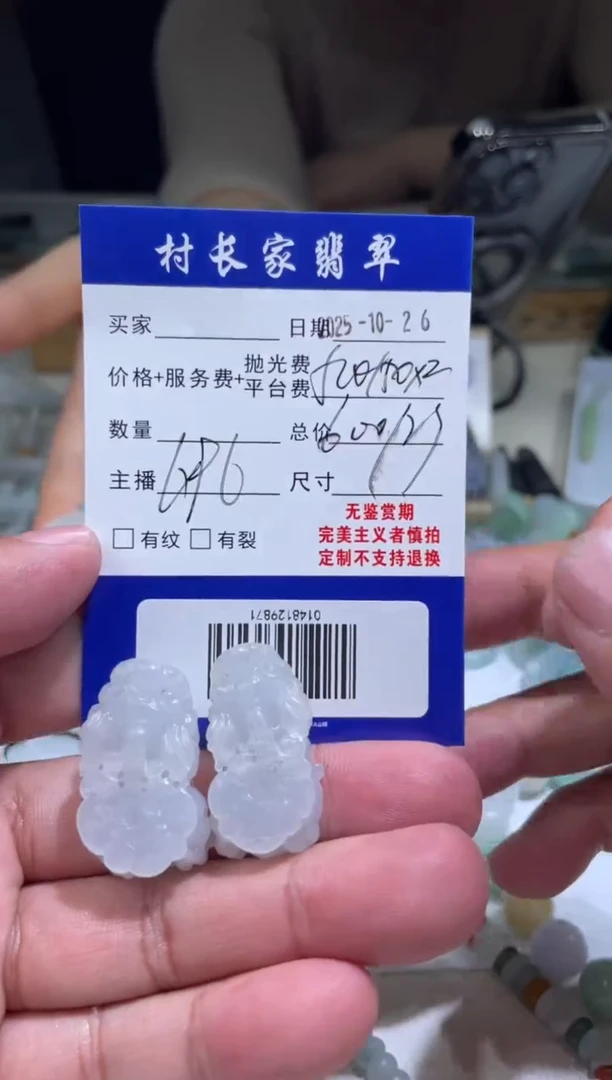 村长家翡翠
买家 日期 2025-10-26
价格+服务费+抛光费
平台费
数量 总价
主播 尺寸
无鉴赏期
□有纹 □有裂 完美主义者慎拍
定制不支持退换
0148129871